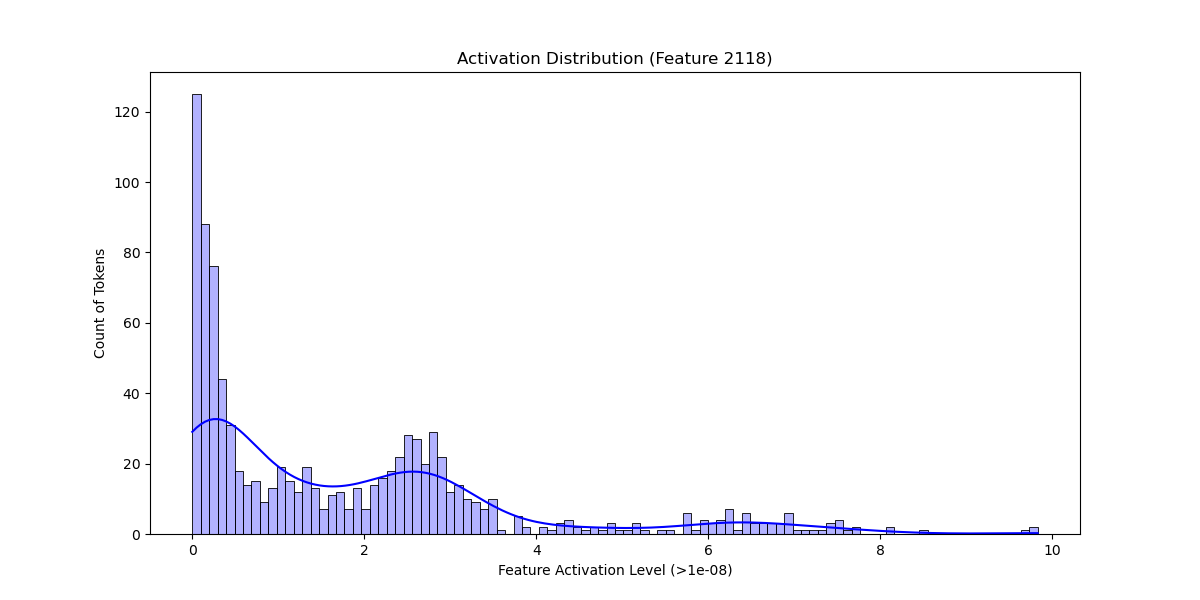 Activation Distribution (Feature 2118)
120
100
80
60
40
20
0
Count of Tokens
0 2 4 6 8 10
Feature Activation Level (>1e-08)